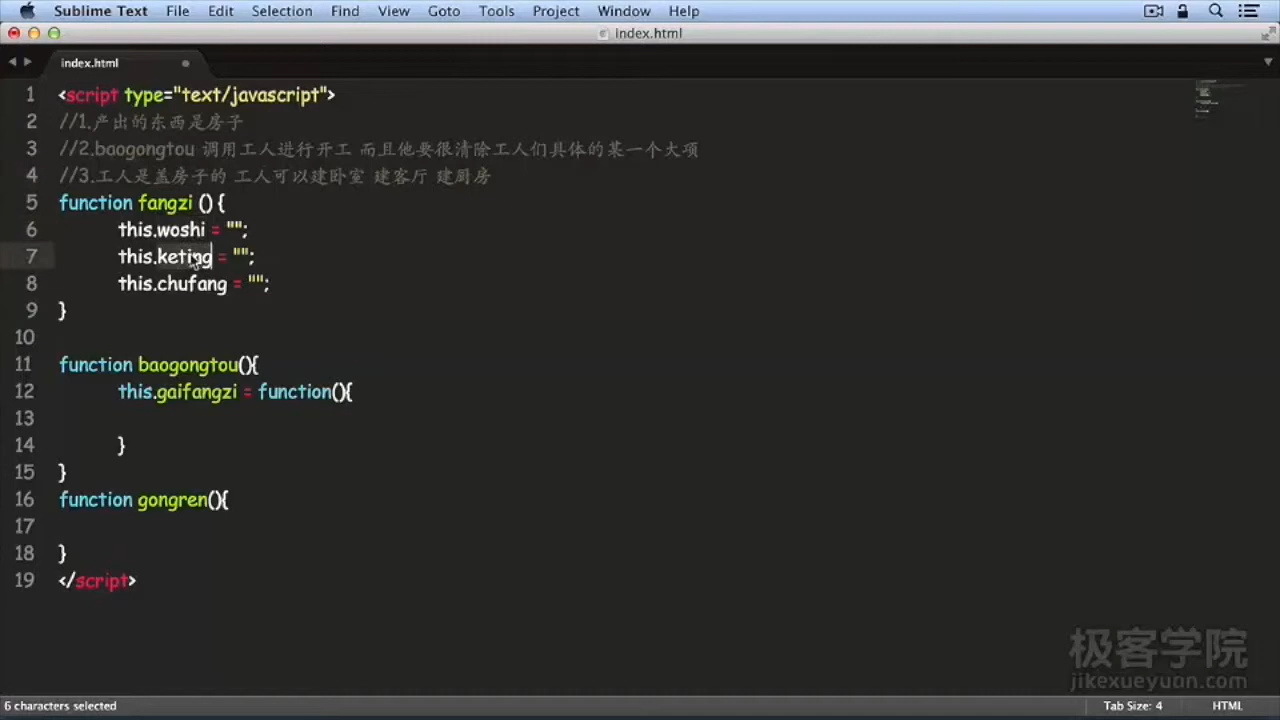 Sublime Text File Edit Selection Find View Goto Tools Project Window Help
index.html
index.html
1 <script type="text/javascript">
2 //1.产出的东西是房子
3 //2.baogongtou 调用工人进行开工 而且他要很清除工人们具体的某一个大项
4 //3.工人是盖房子的 工人可以建卧室 建客厅 建厨房
5 function fangzi () {
6 this.woshi = "";
7 this.keting = "";
8 this.chufang = "";
9 }
10
11 function baogongtou(){
12 this.gaifangzi = function(){
13
14 }
15 }
16 function gongren(){
17
18 }
19 </script>
极客学院
jikexueyuan.com
6 characters selected Tab Size: 4 HTML